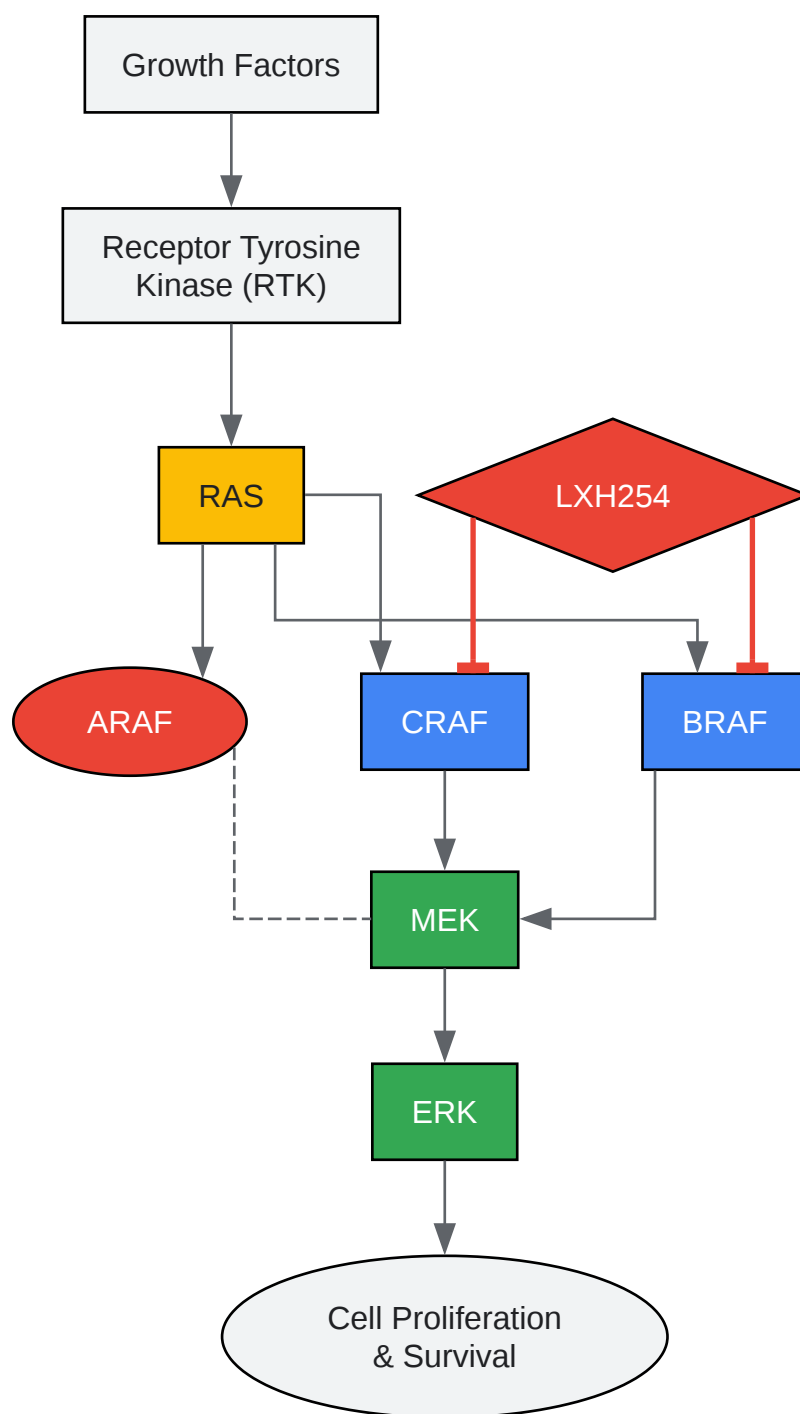 Growth Factors
Receptor Tyrosine
Kinase (RTK)
RAS
LXH254
ARAF
CRAF
BRAF
MEK
ERK
Cell Proliferation
& Survival